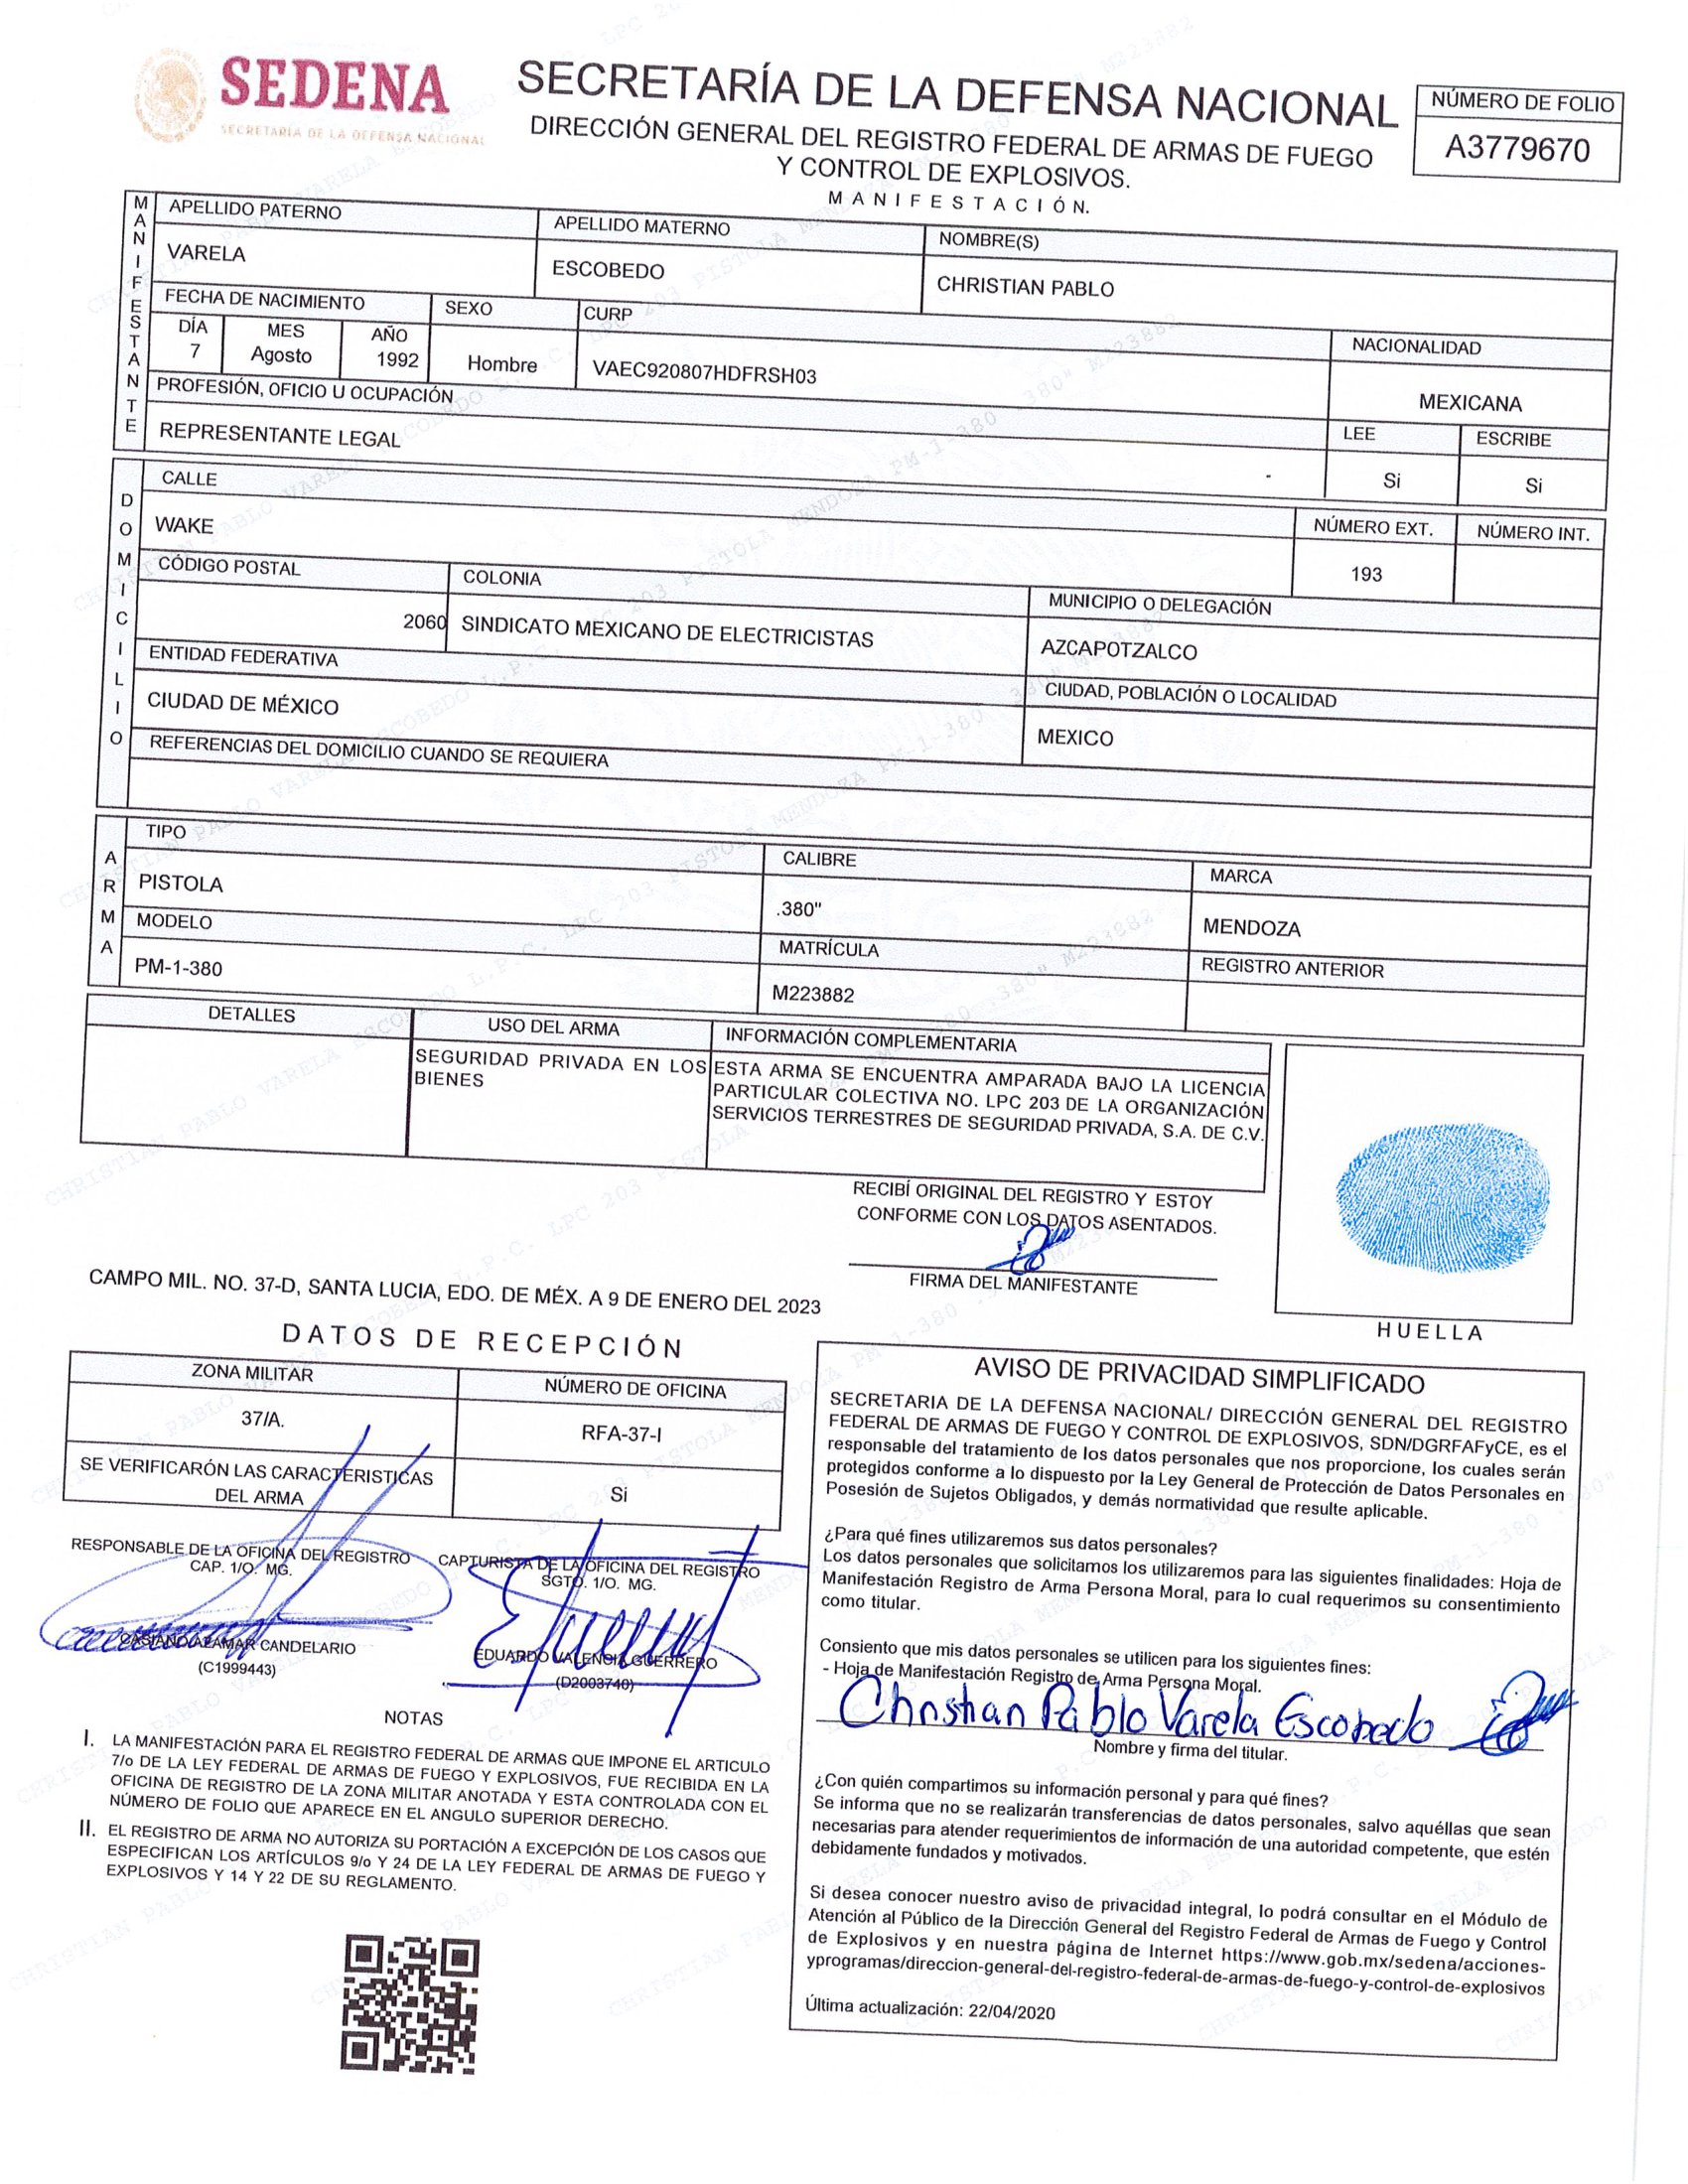 SEDENA
SECRETARÍA DE LA DEFENSA NACIONAL
SECRETARÍA DE LA DEFENSA NACIONAL
DIRECCIÓN GENERAL DEL REGISTRO FEDERAL DE ARMAS DE FUEGO
Y CONTROL DE EXPLOSIVOS.
MANIFESTACIÓN.
NÚMERO DE FOLIO
A3779670
MANIFESTANTE
APELLIDO PATERNO APELLIDO MATERNO NOMBRE(S)
VARELA ESCOBEDO CHRISTIAN PABLO
FECHA DE NACIMIENTO SEXO CURP NACIONALIDAD
DÍA MES AÑO
7 Agosto 1992 Hombre VAEC920807HDFRSH03 MEXICANA
PROFESIÓN, OFICIO U OCUPACIÓN LEE ESCRIBE
REPRESENTANTE LEGAL - Si Si
DOMICILIO
CALLE NÚMERO EXT. NÚMERO INT.
WAKE 193
CÓDIGO POSTAL COLONIA MUNICIPIO O DELEGACIÓN
2060 SINDICATO MEXICANO DE ELECTRICISTAS AZCAPOTZALCO
ENTIDAD FEDERATIVA CIUDAD, POBLACIÓN O LOCALIDAD
CIUDAD DE MÉXICO MEXICO
REFERENCIAS DEL DOMICILIO CUANDO SE REQUIERA
ARMA
TIPO CALIBRE MARCA
PISTOLA .380" MENDOZA
MODELO MATRÍCULA REGISTRO ANTERIOR
PM-1-380 M223882
DETALLES USO DEL ARMA INFORMACIÓN COMPLEMENTARIA
SEGURIDAD PRIVADA EN LOS
BIENES
ESTA ARMA SE ENCUENTRA AMPARADA BAJO LA LICENCIA
PARTICULAR COLECTIVA NO. LPC 203 DE LA ORGANIZACIÓN
SERVICIOS TERRESTRES DE SEGURIDAD PRIVADA, S.A. DE C.V.
RECIBÍ ORIGINAL DEL REGISTRO Y ESTOY
CONFORME CON LOS DATOS ASENTADOS.
FIRMA DEL MANIFESTANTE
HUELLA
CAMPO MIL. NO. 37-D, SANTA LUCIA, EDO. DE MÉX. A 9 DE ENERO DEL 2023
DATOS DE RECEPCIÓN
ZONA MILITAR NÚMERO DE OFICINA
37/A. RFA-37-I
SE VERIFICARÓN LAS CARACTERISTICAS
DEL ARMA
Si
RESPONSABLE DE LA OFICINA DEL REGISTRO
CAP. 1/O. MG.
CASIANO AZAMAR CANDELARIO
(C1999443)
CAPTURISTA DE LA OFICINA DEL REGISTRO
SGTO. 1/O. MG.
EDUARDO VALENCIA GUERRERO
(D2003740)
NOTAS
I. LA MANIFESTACIÓN PARA EL REGISTRO FEDERAL DE ARMAS QUE IMPONE EL ARTICULO
7/o DE LA LEY FEDERAL DE ARMAS DE FUEGO Y EXPLOSIVOS, FUE RECIBIDA EN LA
OFICINA DE REGISTRO DE LA ZONA MILITAR ANOTADA Y ESTA CONTROLADA CON EL
NÚMERO DE FOLIO QUE APARECE EN EL ANGULO SUPERIOR DERECHO.
II. EL REGISTRO DE ARMA NO AUTORIZA SU PORTACIÓN A EXCEPCIÓN DE LOS CASOS QUE
ESPECIFICAN LOS ARTÍCULOS 9/o Y 24 DE LA LEY FEDERAL DE ARMAS DE FUEGO Y
EXPLOSIVOS Y 14 Y 22 DE SU REGLAMENTO.
AVISO DE PRIVACIDAD SIMPLIFICADO
SECRETARIA DE LA DEFENSA NACIONAL/ DIRECCIÓN GENERAL DEL REGISTRO
FEDERAL DE ARMAS DE FUEGO Y CONTROL DE EXPLOSIVOS, SDN/DGRFAFyCE, es el
responsable del tratamiento de los datos personales que nos proporcione, los cuales serán
protegidos conforme a lo dispuesto por la Ley General de Protección de Datos Personales en
Posesión de Sujetos Obligados, y demás normatividad que resulte aplicable.
¿Para qué fines utilizaremos sus datos personales?
Los datos personales que solicitamos los utilizaremos para las siguientes finalidades: Hoja de
Manifestación Registro de Arma Persona Moral, para lo cual requerimos su consentimiento
como titular.
Consiento que mis datos personales se utilicen para los siguientes fines:
- Hoja de Manifestación Registro de Arma Persona Moral.
Christian Pablo Varela Escobedo
Nombre y firma del titular.
¿Con quién compartimos su información personal y para qué fines?
Se informa que no se realizarán transferencias de datos personales, salvo aquéllas que sean
necesarias para atender requerimientos de información de una autoridad competente, que estén
debidamente fundados y motivados.
Si desea conocer nuestro aviso de privacidad integral, lo podrá consultar en el Módulo de
Atención al Público de la Dirección General del Registro Federal de Armas de Fuego y Control
de Explosivos y en nuestra página de Internet https://www.gob.mx/sedena/acciones-
yprogramas/direccion-general-del-registro-federal-de-armas-de-fuego-y-control-de-explosivos
Última actualización: 22/04/2020